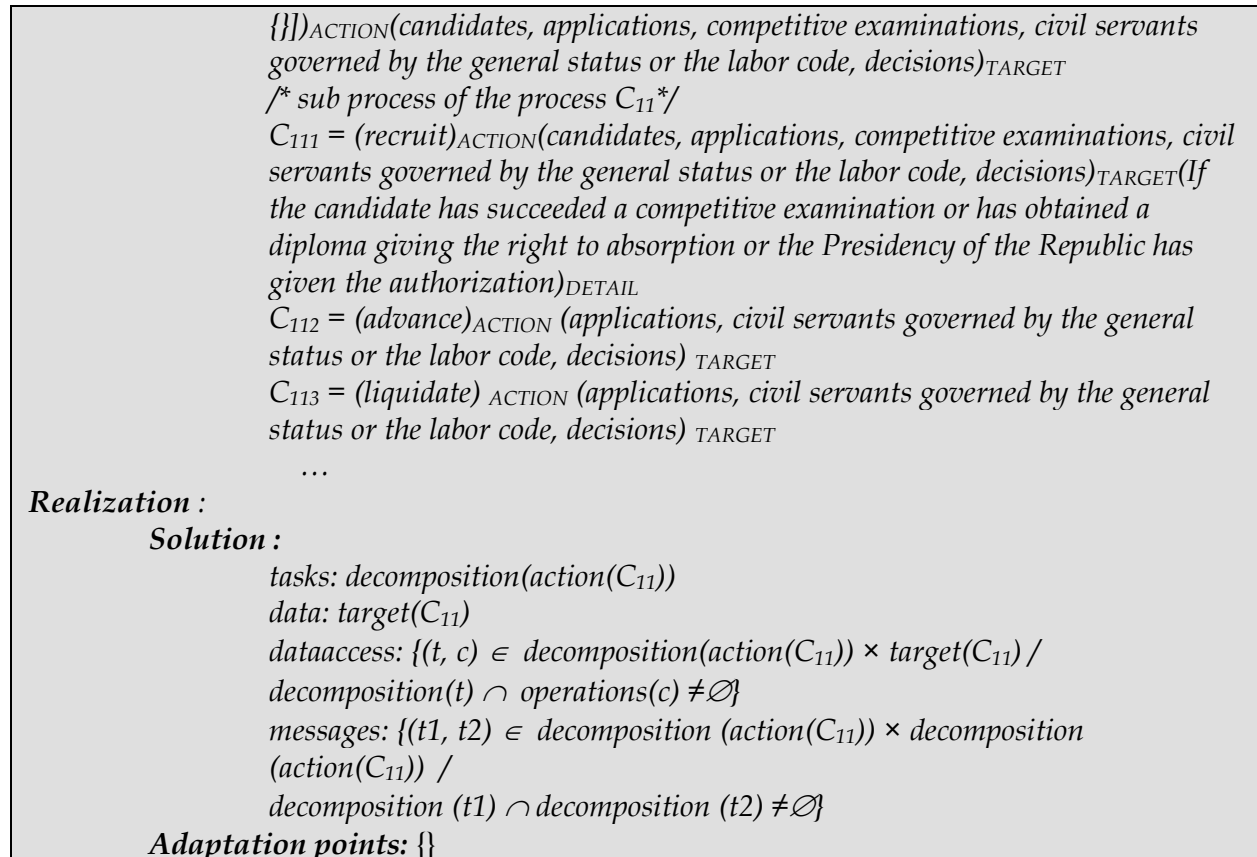 {}])ACTION(candidates, applications, competitive examinations, civil servants
governed by the general status or the labor code, decisions)TARGET
/* sub process of the process C11*/
C111 = (recruit)ACTION(candidates, applications, competitive examinations, civil
servants governed by the general status or the labor code, decisions)TARGET(If
the candidate has succeeded a competitive examination or has obtained a
diploma giving the right to absorption or the Presidency of the Republic has
given the authorization)DETAIL
C112 = (advance)ACTION (applications, civil servants governed by the general
status or the labor code, decisions) TARGET
C113 = (liquidate) ACTION (applications, civil servants governed by the general
status or the labor code, decisions) TARGET
…
Realization :
Solution :
tasks: decomposition(action(C11))
data: target(C11)
dataaccess: {(t, c) ∈ decomposition(action(C11)) × target(C11) /
decomposition(t) ∩ operations(c) ≠∅}
messages: {(t1, t2) ∈ decomposition (action(C11)) × decomposition
(action(C11)) /
decomposition (t1) ∩ decomposition (t2) ≠∅}
Adaptation points: {}